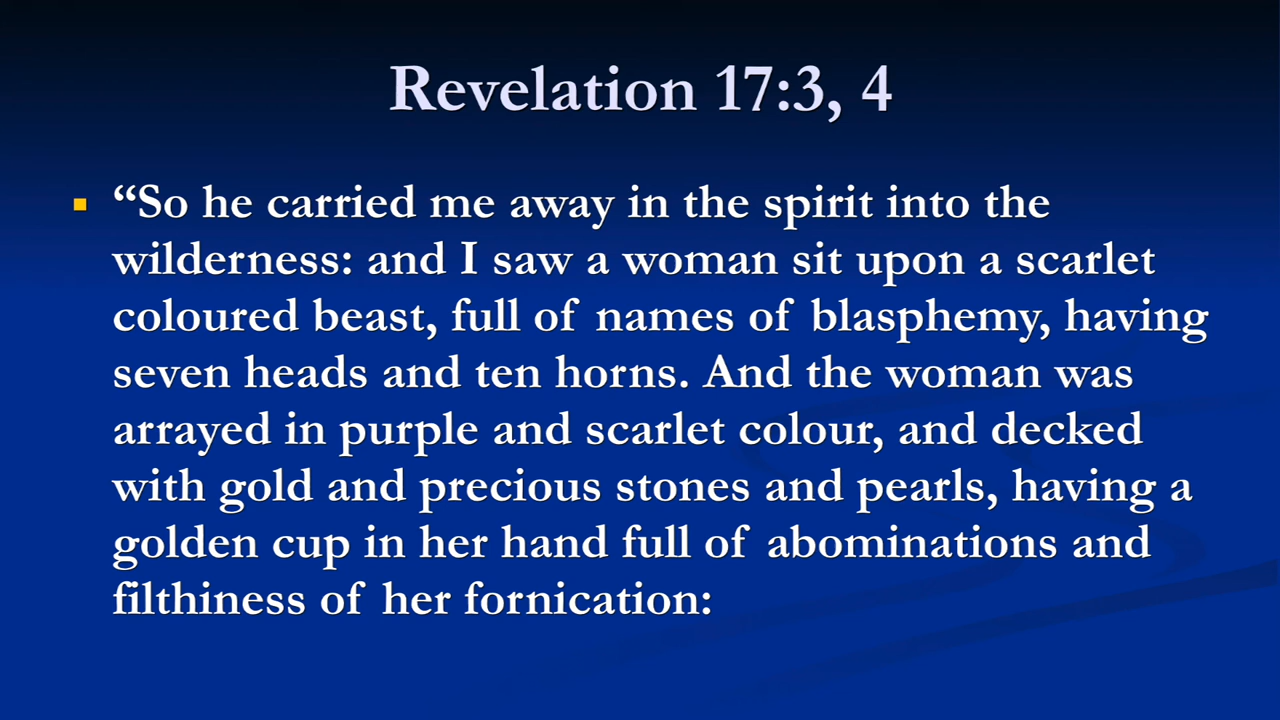 Revelation 17:3, 4
“So he carried me away in the spirit into the
wilderness: and I saw a woman sit upon a scarlet
coloured beast, full of names of blasphemy, having
seven heads and ten horns. And the woman was
arrayed in purple and scarlet colour, and decked
with gold and precious stones and pearls, having a
golden cup in her hand full of abominations and
filthiness of her fornication: